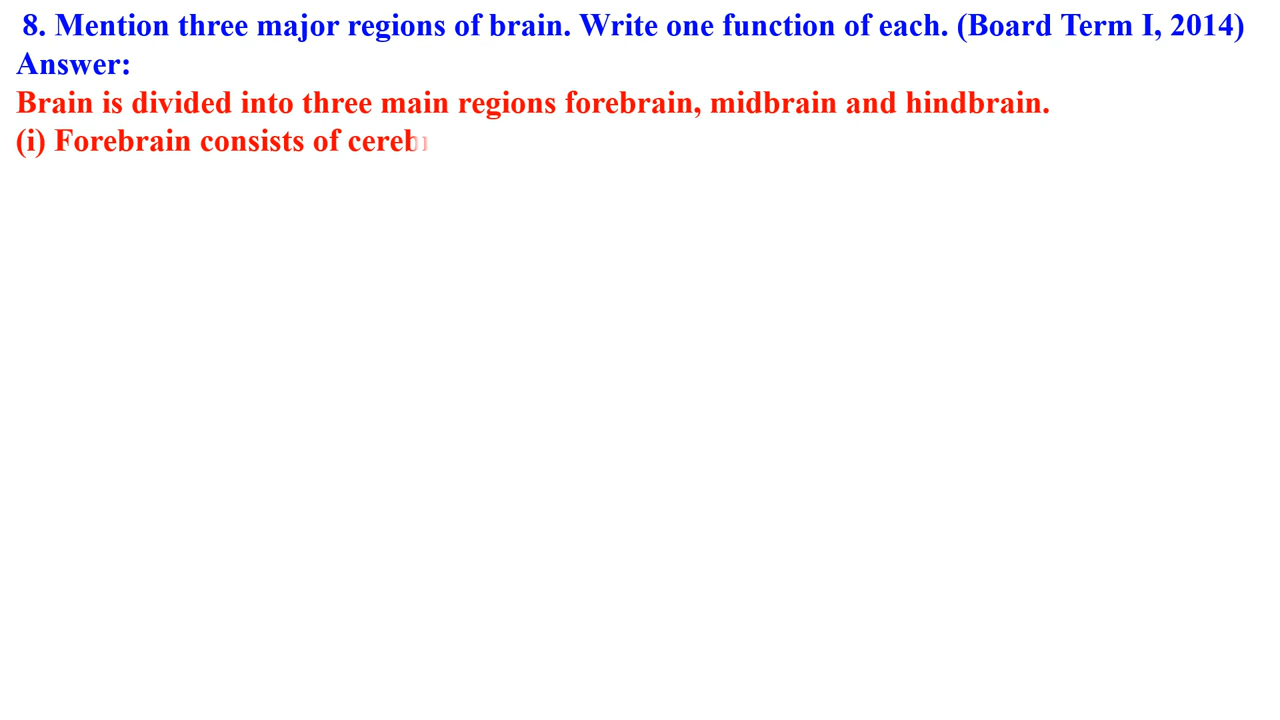 8. Mention three major regions of brain. Write one function of each. (Board Term I, 2014)
Answer:
Brain is divided into three main regions forebrain, midbrain and hindbrain.
(i) Forebrain consists of cereb